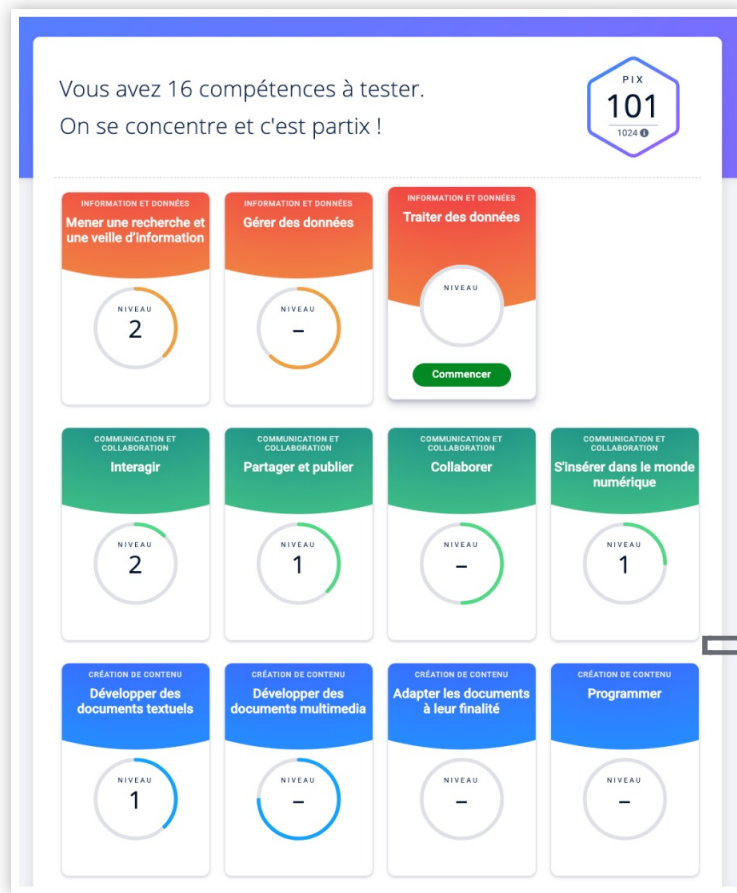 Vous avez 16 compétences à tester.
On se concentre et c'est partix !
PIX
101
1024
INFORMATION ET DONNÉES
Mener une recherche et
une veille d'information
NIVEAU
2
INFORMATION ET DONNÉES
Gérer des données
NIVEAU
–
INFORMATION ET DONNÉES
Traiter des données
NIVEAU
Commencer
COMMUNICATION ET
COLLABORATION
Interagir
NIVEAU
2
COMMUNICATION ET
COLLABORATION
Partager et publier
NIVEAU
1
COMMUNICATION ET
COLLABORATION
Collaborer
NIVEAU
–
COMMUNICATION ET
COLLABORATION
S'insérer dans le monde
numérique
NIVEAU
1
CRÉATION DE CONTENU
Développer des
documents textuels
NIVEAU
1
CRÉATION DE CONTENU
Développer des
documents multimedia
NIVEAU
–
CRÉATION DE CONTENU
Adapter les documents
à leur finalité
NIVEAU
–
CRÉATION DE CONTENU
Programmer
NIVEAU
–